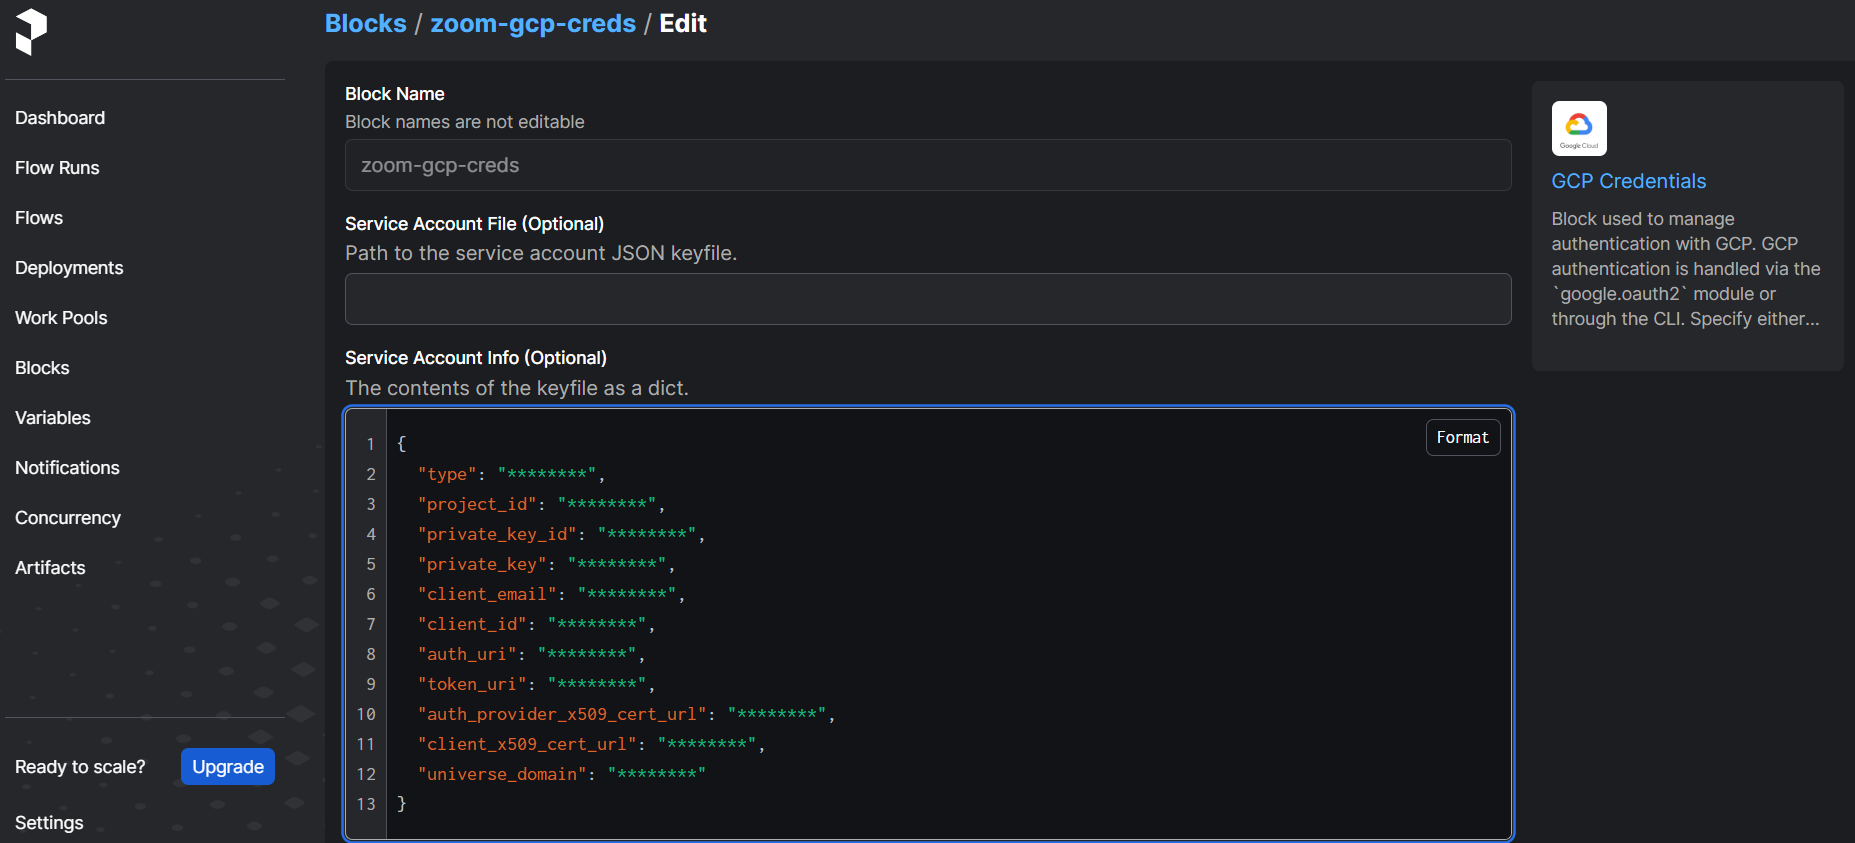 Blocks / zoom-gcp-creds / Edit
Dashboard
Flow Runs
Flows
Deployments
Work Pools
Blocks
Variables
Notifications
Concurrency
Artifacts
Ready to scale?
Upgrade
Settings
Block Name
Block names are not editable
zoom-gcp-creds
Service Account File (Optional)
Path to the service account JSON keyfile.
Service Account Info (Optional)
The contents of the keyfile as a dict.
Format
1 {
2 "type": "********",
3 "project_id": "********",
4 "private_key_id": "********",
5 "private_key": "********",
6 "client_email": "********",
7 "client_id": "********",
8 "auth_uri": "********",
9 "token_uri": "********",
10 "auth_provider_x509_cert_url": "********",
11 "client_x509_cert_url": "********",
12 "universe_domain": "********"
13 }
Google Cloud
GCP Credentials
Block used to manage
authentication with GCP. GCP
authentication is handled via the
`google.oauth2` module or
through the CLI. Specify either...